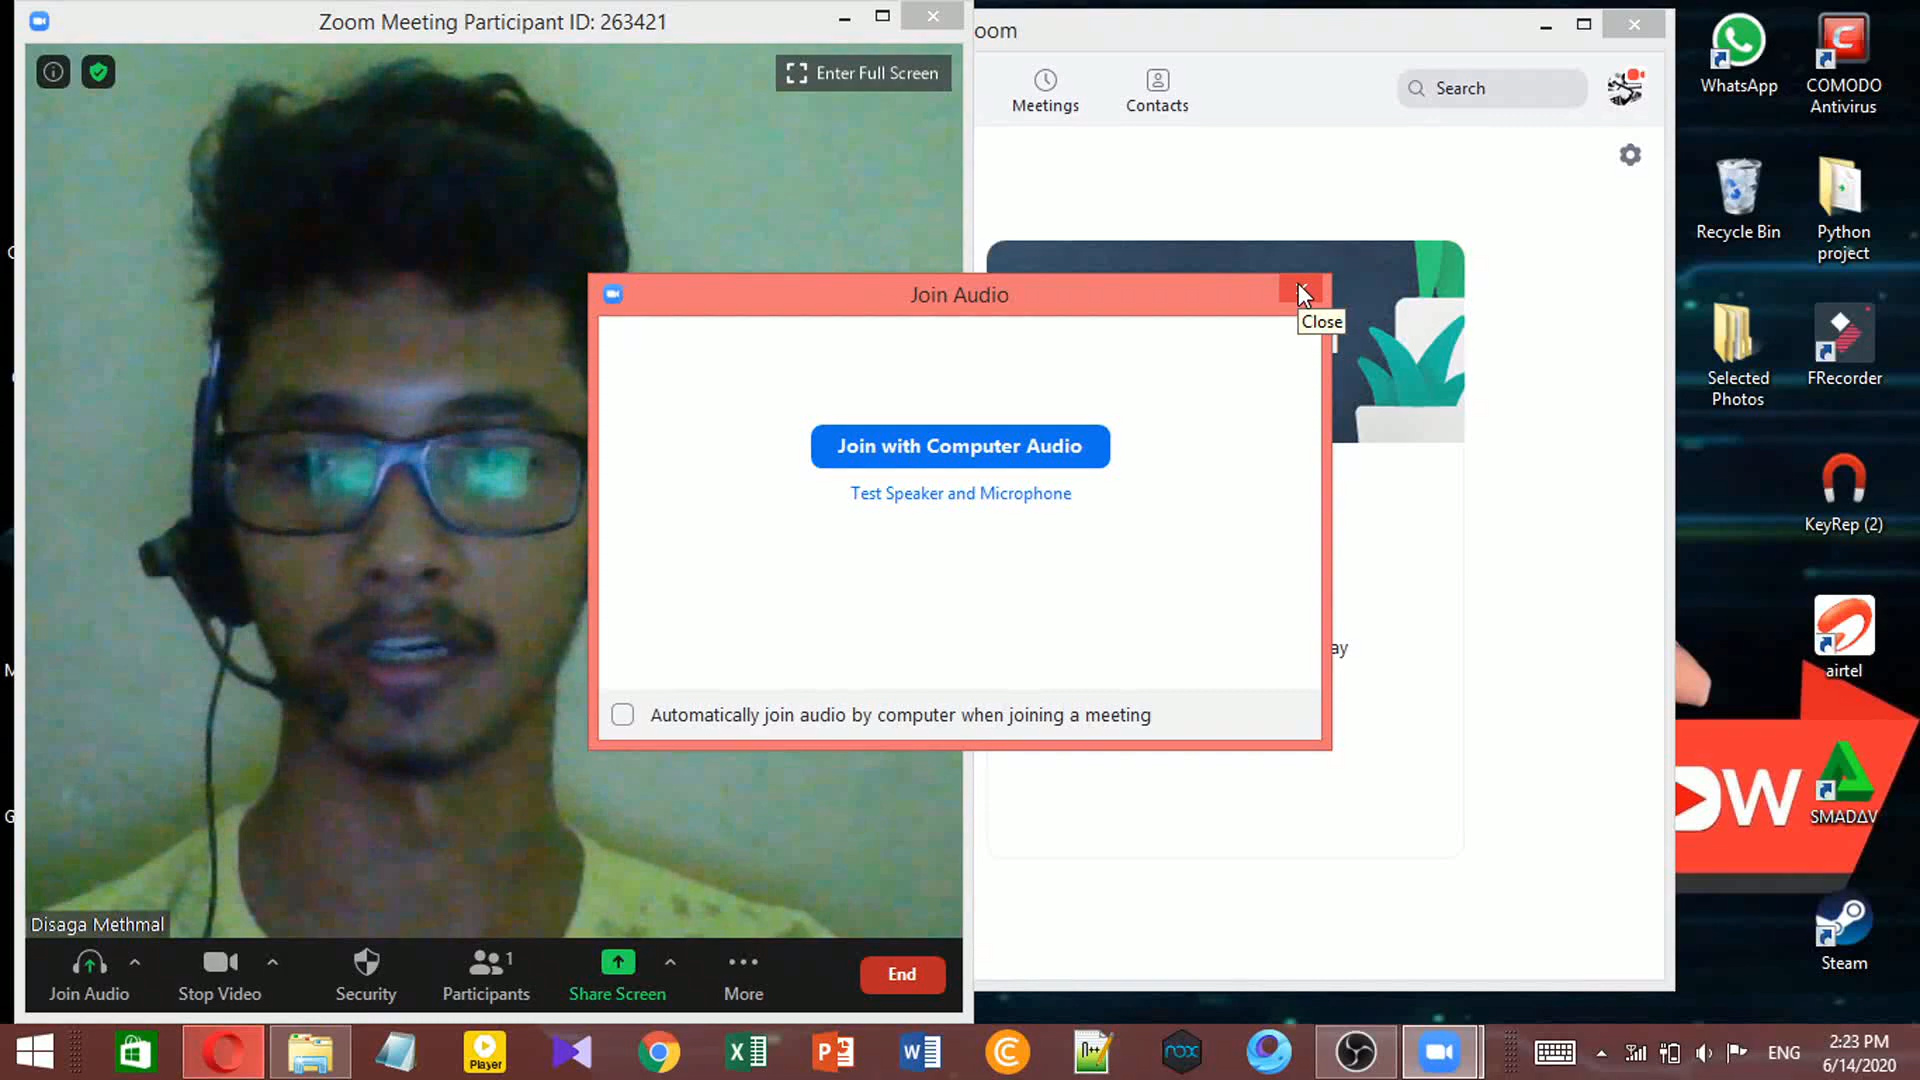 Zoom Meeting Participant ID: 263421
Enter Full Screen
oom
Meetings
Contacts
Search
Join Audio
Close
Join with Computer Audio
Test Speaker and Microphone
Automatically join audio by computer when joining a meeting
ay
Disaga Methmal
Join Audio
Stop Video
Security
Participants
1
Share Screen
More
End
WhatsApp
COMODO
Antivirus
Recycle Bin
Python
project
Selected
Photos
FRecorder
KeyRep (2)
airtel
OW
SMADΔV
Steam
Player
X
P
W
n++
nox
ENG
2:23 PM
6/14/2020